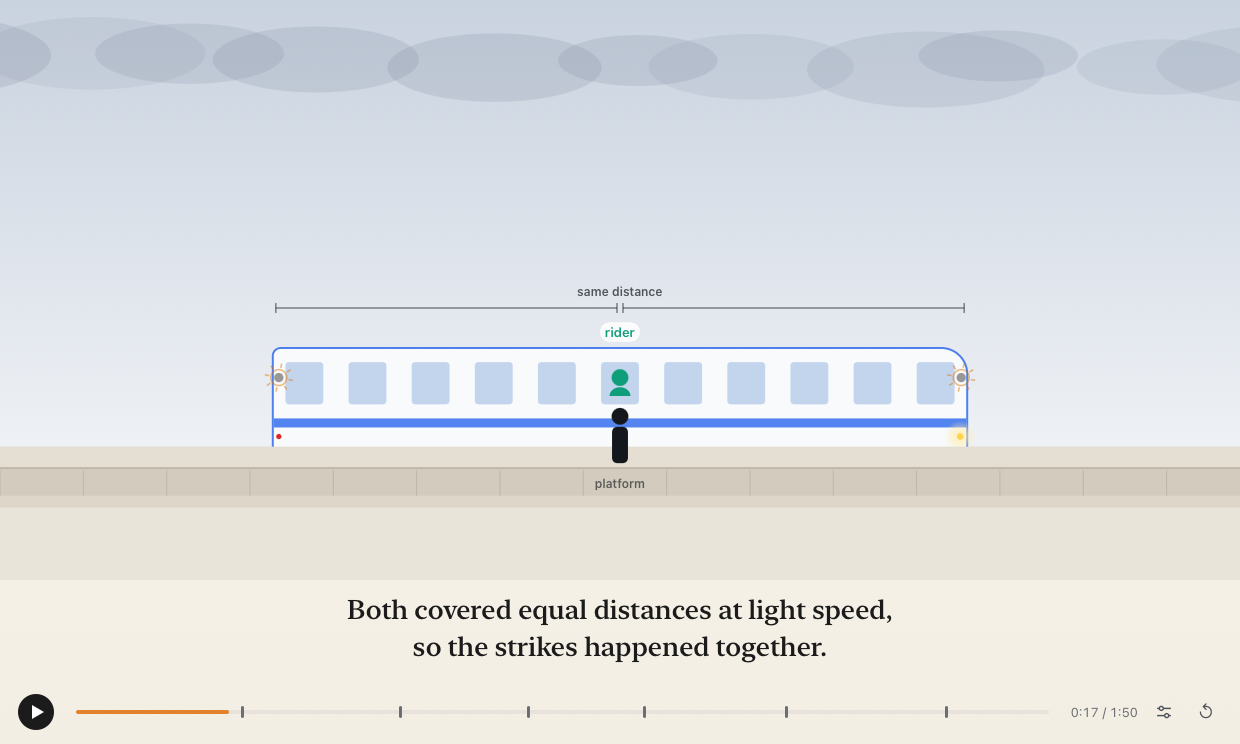 same distance
rider
platform
Both covered equal distances at light speed,
so the strikes happened together.
0:17 / 1:50